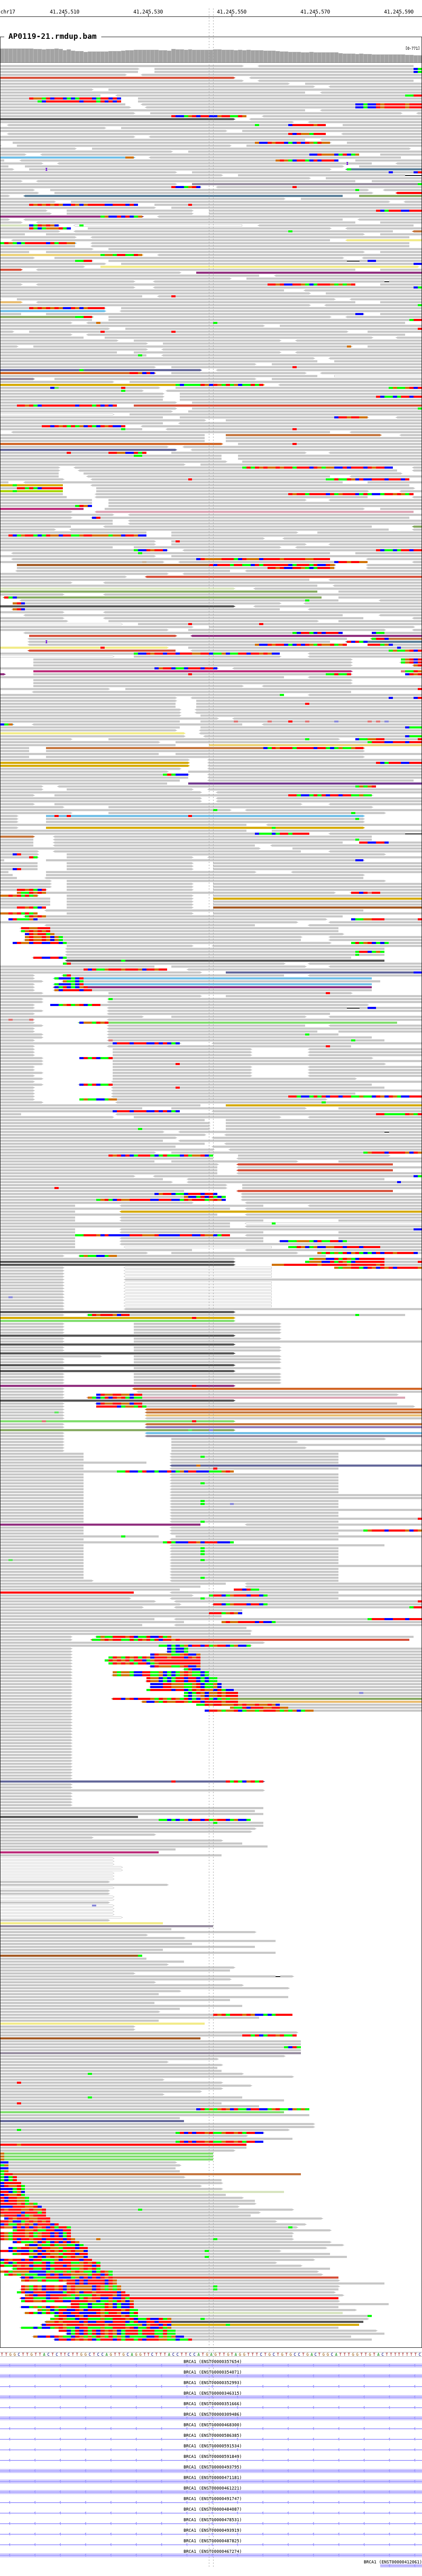 chr17 41,245,510 41,245,530 41,245,550 41,245,570 41,245,590
AP0119-21.rmdup.bam
BRCA1 (ENST00000357654)
BRCA1 (ENST00000354071)
BRCA1 (ENST00000352993)
BRCA1 (ENST00000346315)
BRCA1 (ENST00000351666)
BRCA1 (ENST00000309486)
BRCA1 (ENST00000468300)
BRCA1 (ENST00000586385)
BRCA1 (ENST00000591534)
BRCA1 (ENST00000591849)
BRCA1 (ENST00000493795)
BRCA1 (ENST00000471181)
BRCA1 (ENST00000461221)
BRCA1 (ENST00000491747)
BRCA1 (ENST00000484087)
BRCA1 (ENST00000478531)
BRCA1 (ENST00000493919)
BRCA1 (ENST00000487825)
BRCA1 (ENST00000467274)
BRCA1 (ENST00000412061)